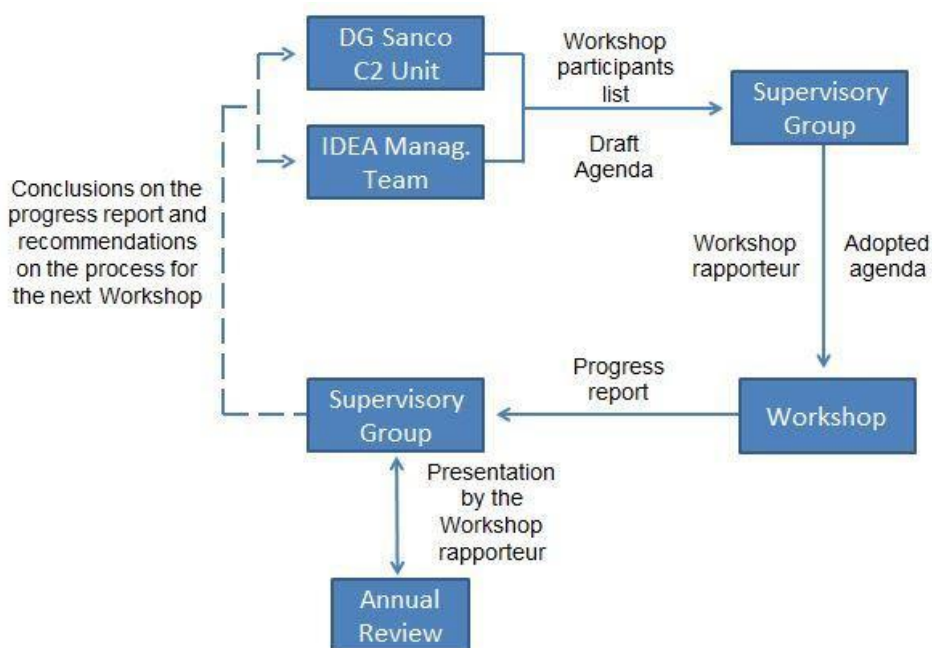 DG Sanco
C2 Unit
Workshop
participants
list
Supervisory
Group
IDEA Manag.
Team
Draft
Agenda
Conclusions on the
progress report and
recommendations
on the process for
the next Workshop
Workshop
rapporteur
Adopted
agenda
Progress
report
Supervisory
Group
Workshop
Presentation
by the
Workshop
rapporteur
Annual
Review